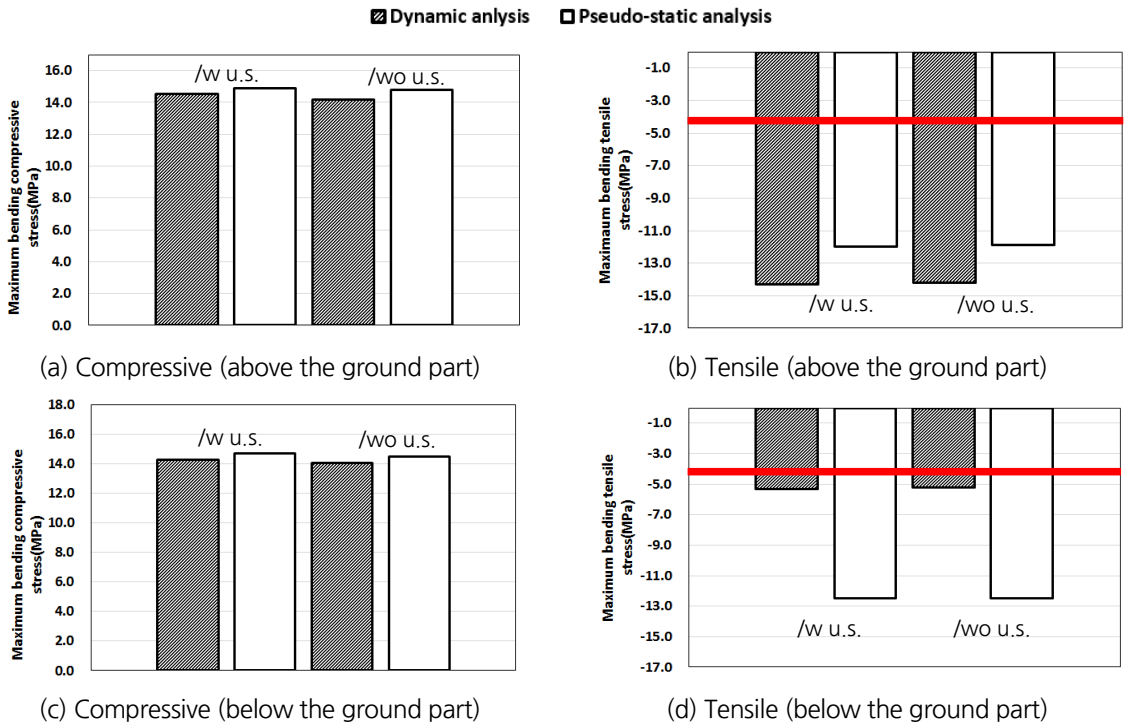 Dynamic anlysis Pseudo-static analysis
Maximum bending compressive
stress(MPa)
16.0
14.0
12.0
10.0
8.0
6.0
4.0
2.0
0.0
/w u.s.
/wo u.s.
(a) Compressive (above the ground part)
Maximaum bending tensile
stress(MPa)
-1.0
-3.0
-5.0
-7.0
-9.0
-11.0
-13.0
-15.0
-17.0
/w u.s.
/wo u.s.
(b) Tensile (above the ground part)
Maximum bending compressive
stress(MPa)
18.0
16.0
14.0
12.0
10.0
8.0
6.0
4.0
2.0
0.0
/w u.s.
/wo u.s.
(c) Compressive (below the ground part)
Maximum bending tensile
stress(MPa)
-1.0
-3.0
-5.0
-7.0
-9.0
-11.0
-13.0
-15.0
-17.0
/w u.s.
/wo u.s.
(d) Tensile (below the ground part)